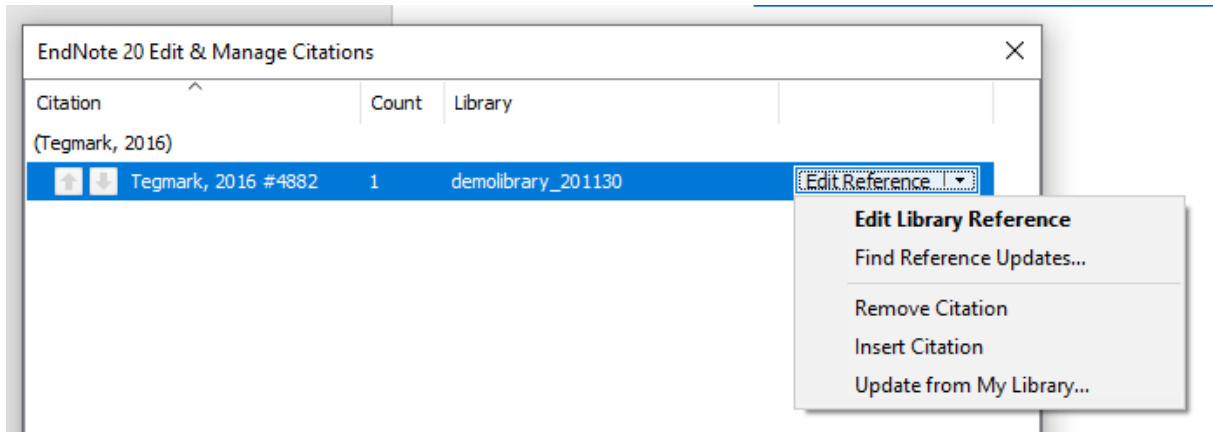 EndNote 20 Edit & Manage Citations
Citation Count Library
(Tegmark, 2016)
Tegmark, 2016 #4882 1 demolibrary_201130 Edit Reference
Edit Library Reference
Find Reference Updates...
Remove Citation
Insert Citation
Update from My Library...